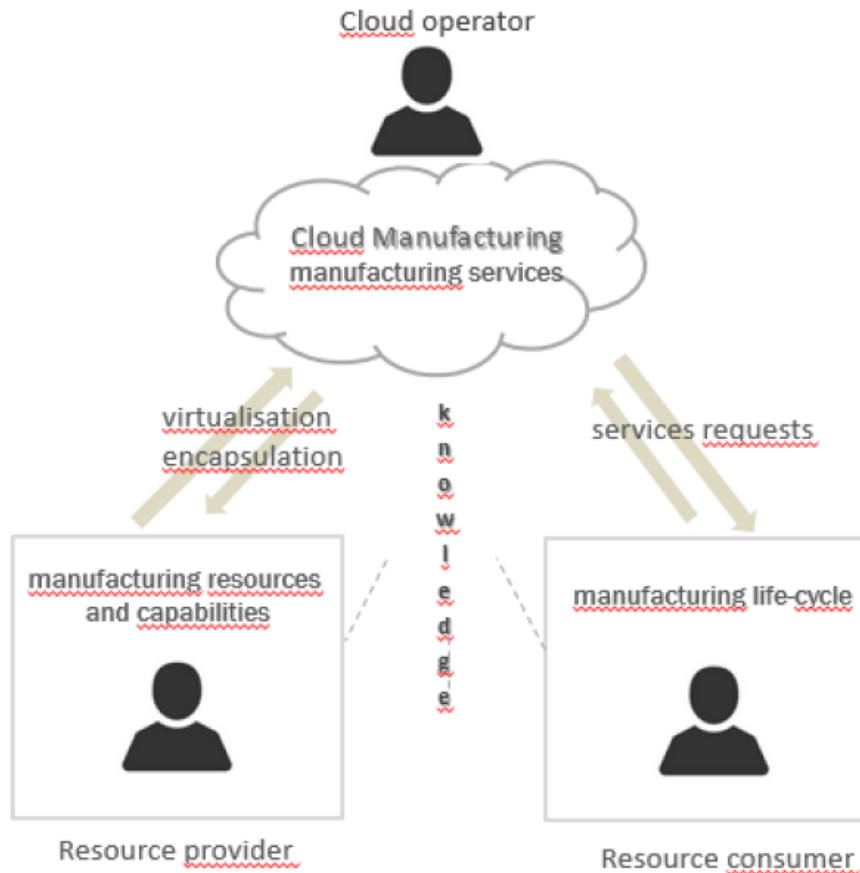 Cloud operator
Cloud Manufacturing
manufacturing services
virtualisation
encapsulation
k
n
o
w
l
e
d
g
e
services requests
manufacturing resources
and capabilities
manufacturing life-cycle
Resource provider
Resource consumer